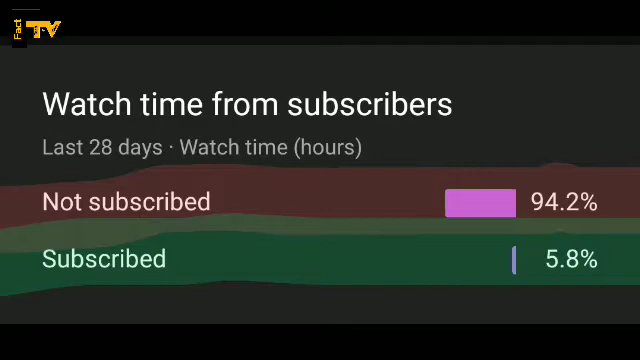 Fact
TV
Watch time from subscribers
Last 28 days · Watch time (hours)
Not subscribed 94.2%
Subscribed 5.8%